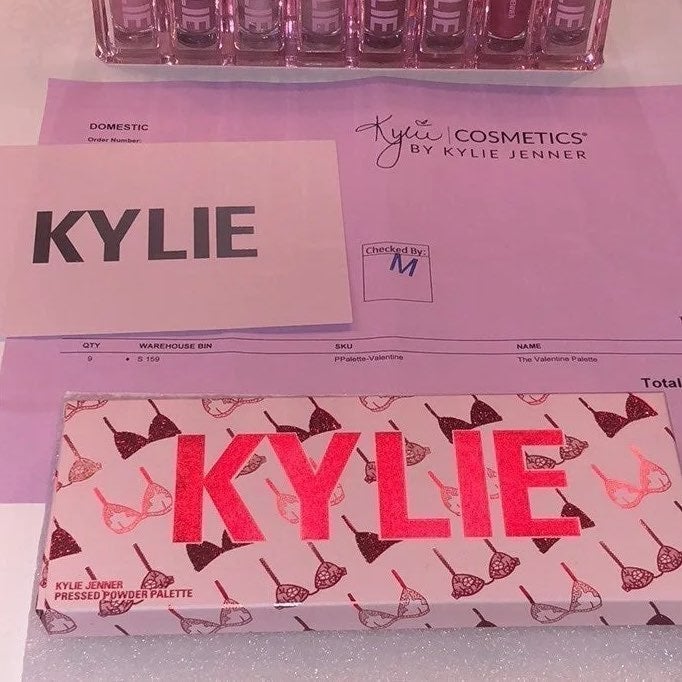 KYLIE
DOMESTIC
Order Number:
Kylie | COSMETICS®
BY KYLIE JENNER
KYLIE
Checked By:
M
QTY WAREHOUSE BIN SKU NAME
9 • S 159 PPalette-Valentine The Valentine Palette
Total
KYLIE
KYLIE JENNER
PRESSED POWDER PALETTE